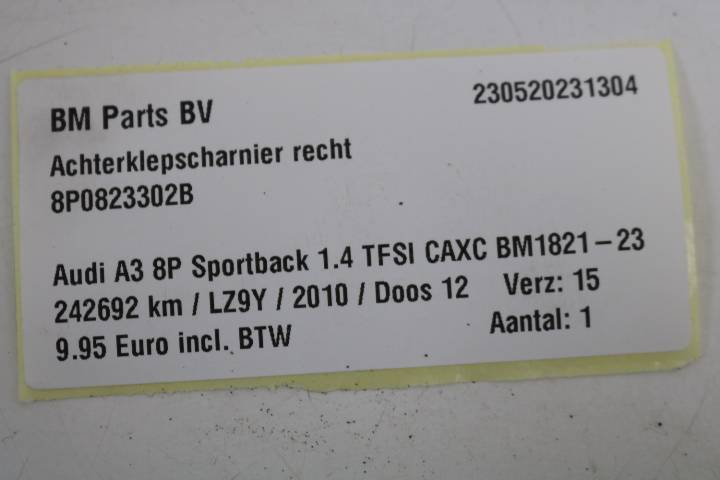 BM Parts BV 230520231304
Achterklepscharnier recht
8P0823302B
Audi A3 8P Sportback 1.4 TFSI CAXC BM1821-23
242692 km / LZ9Y / 2010 / Doos 12 Verz: 15
9.95 Euro incl. BTW Aantal: 1